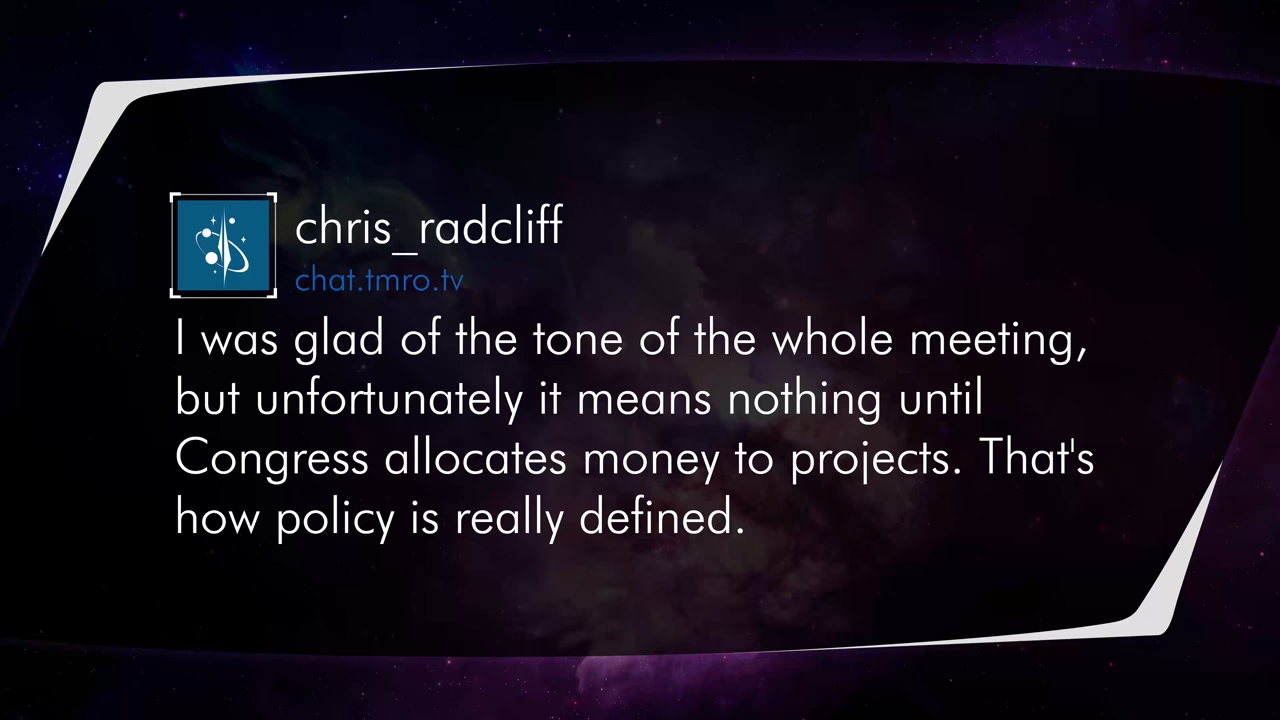 chris_radcliff
chat.tmro.tv
I was glad of the tone of the whole meeting,
but unfortunately it means nothing until
Congress allocates money to projects. That's
how policy is really defined.